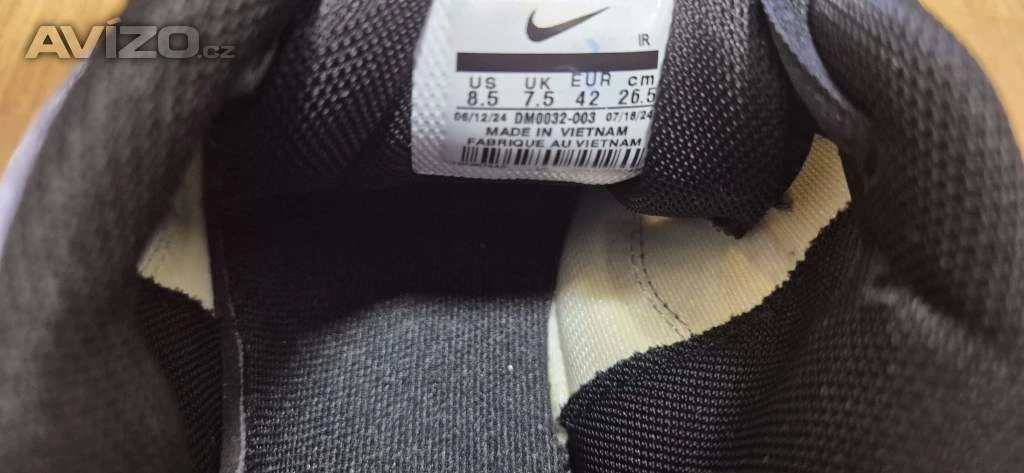 AVÍZO.cz
IR
US UK EUR cm
8.5 7.5 42 26.5
06/12/24 DM0032-003 07/18/24
MADE IN VIETNAM
FABRIQUE AU VIETNAM